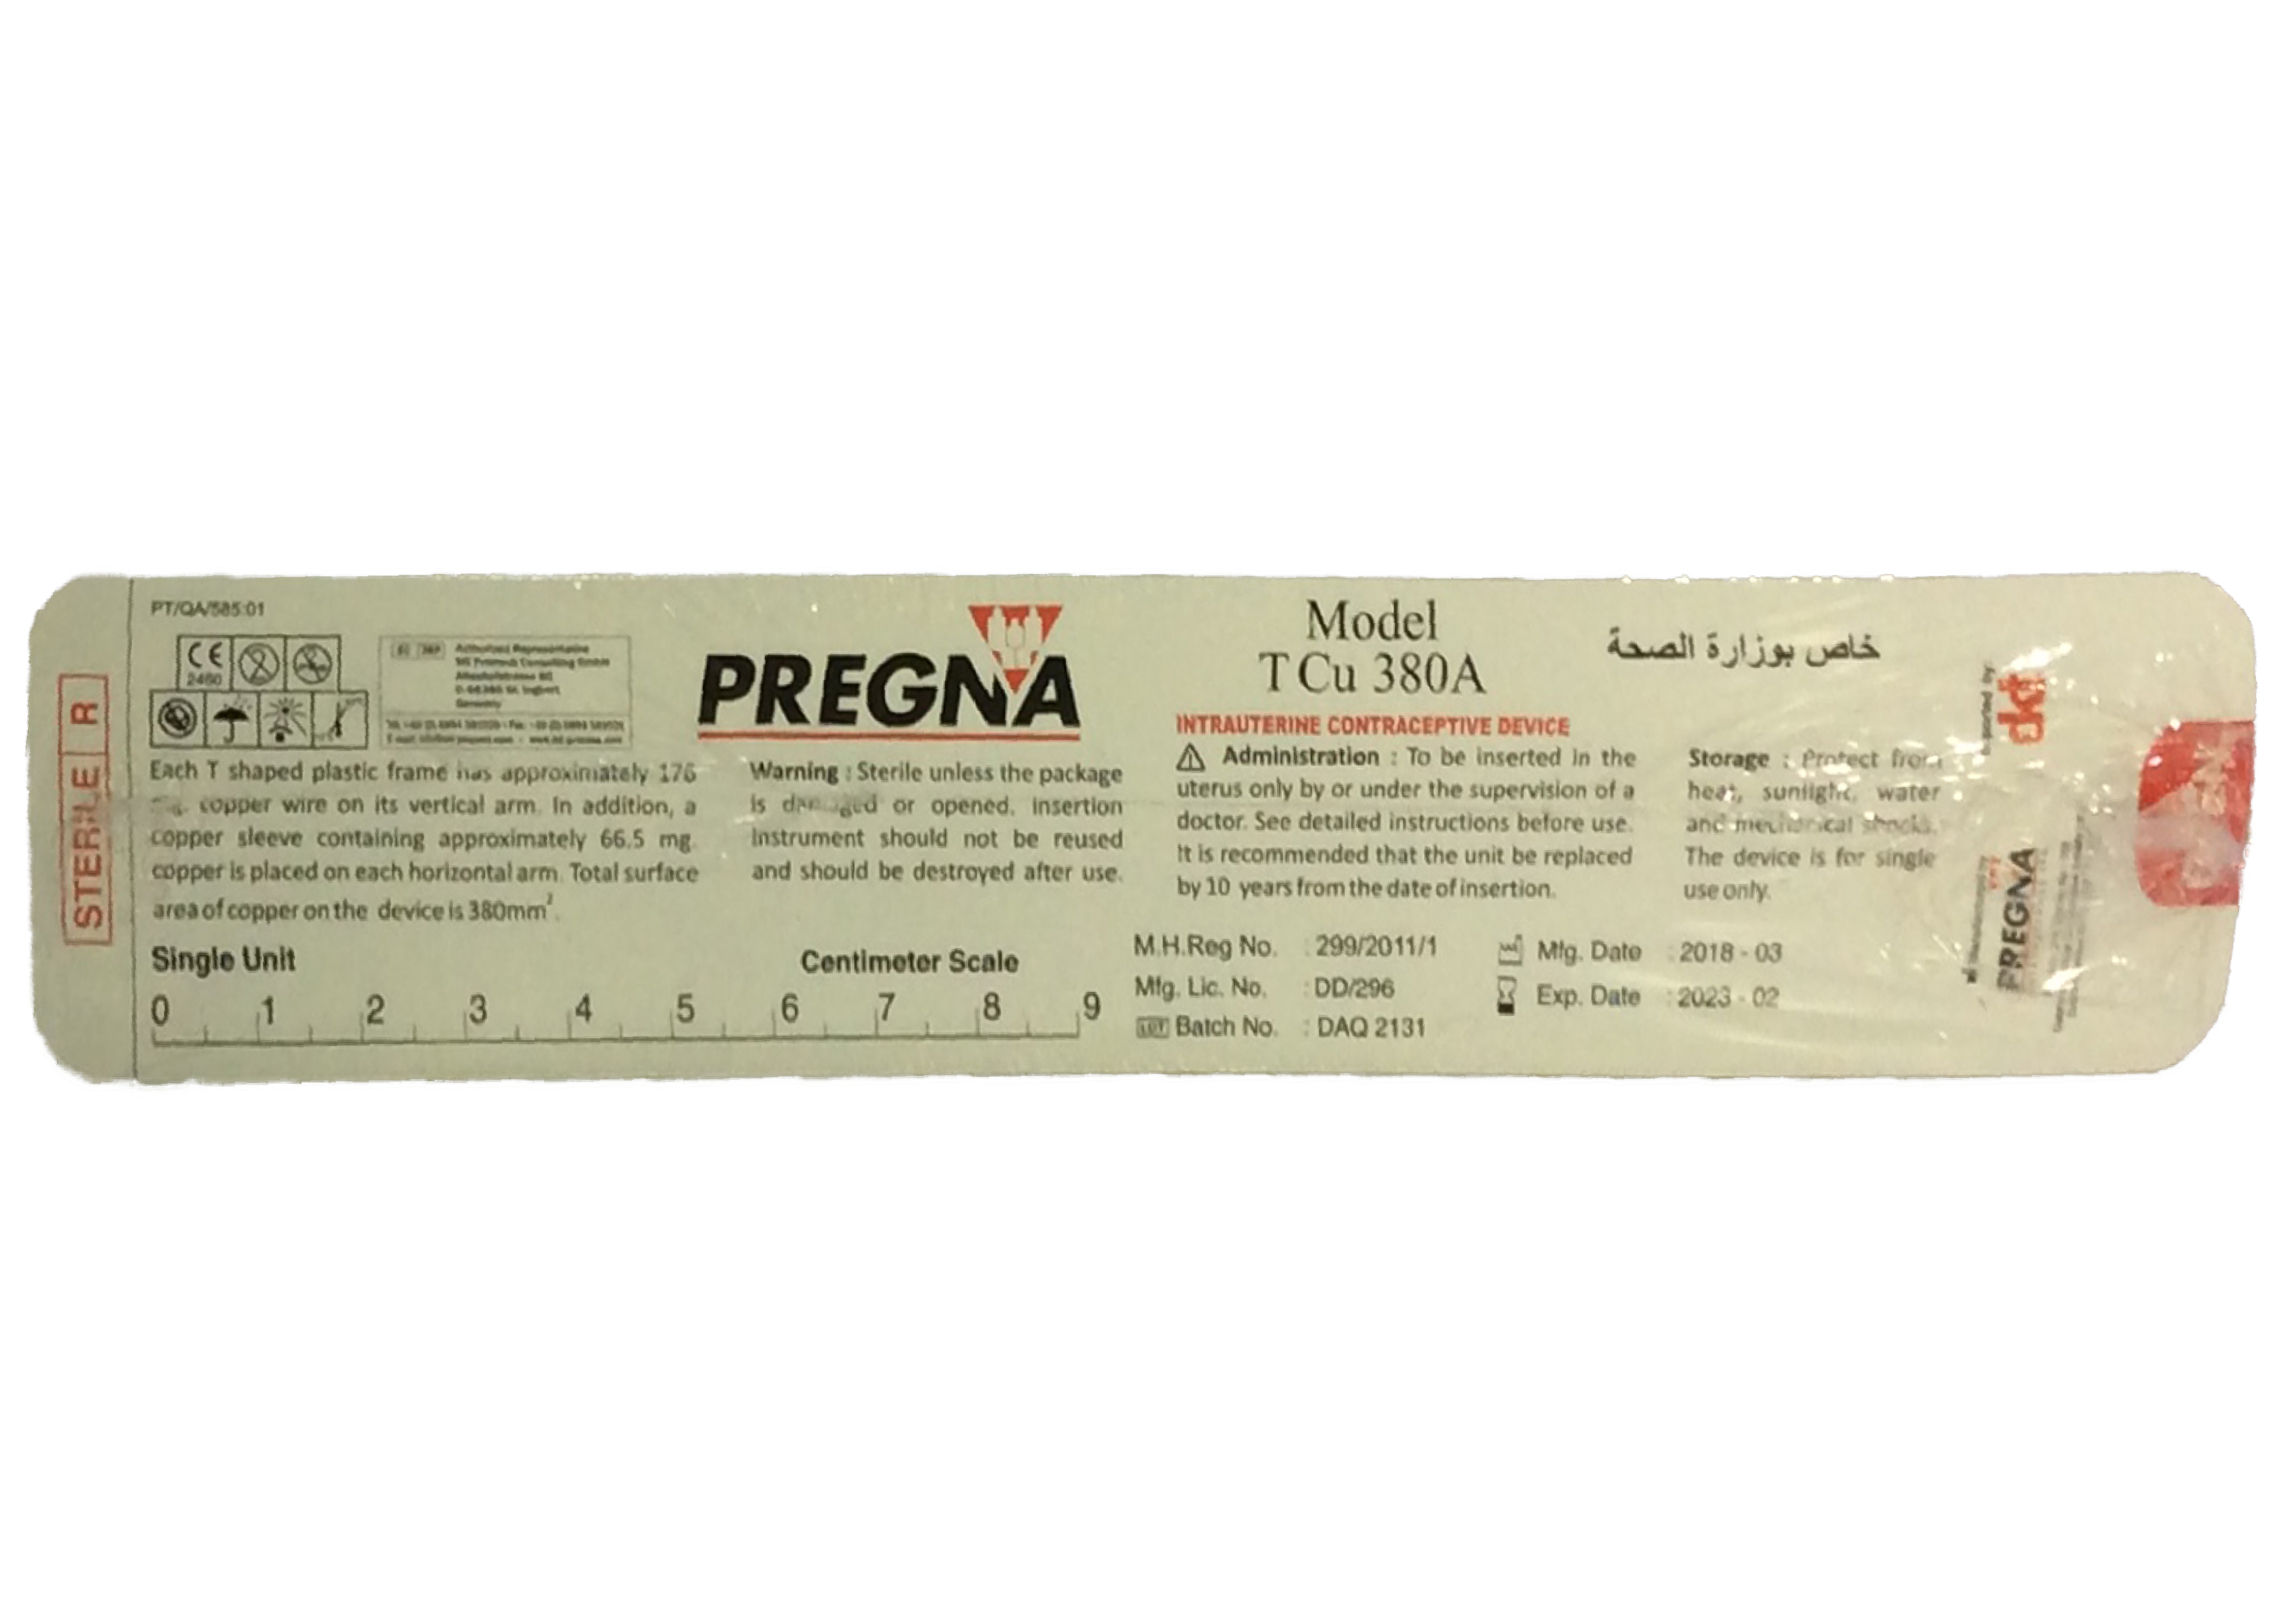 PT/QA/585:01
STERILE R
CE
2460
Authorized Representative
Germany
PREGNA
Model
T Cu 380A
خاص بوزارة الصحة
INTRAUTERINE CONTRACEPTIVE DEVICE
Each T shaped plastic frame has approximately 176
mg. copper wire on its vertical arm. In addition, a
copper sleeve containing approximately 66.5 mg.
copper is placed on each horizontal arm. Total surface
area of copper on the device is 380mm².
Warning : Sterile unless the package
is damaged or opened. Insertion
Instrument should not be reused
and should be destroyed after use.
Administration : To be inserted in the
uterus only by or under the supervision of a
doctor. See detailed instructions before use.
It is recommended that the unit be replaced
by 10 years from the date of insertion.
Storage : Protect from
heat, sunlight, water
and mechanical shocks.
The device is for single
use only.
Single Unit
Centimeter Scale
0 1 2 3 4 5 6 7 8 9
M.H.Reg No. : 299/2011/1
Mfg. Lic. No. : DD/296
LOT Batch No. : DAQ 2131
Mfg. Date : 2018 - 03
Exp. Date : 2023 - 02
by:
dkt
PREGNA